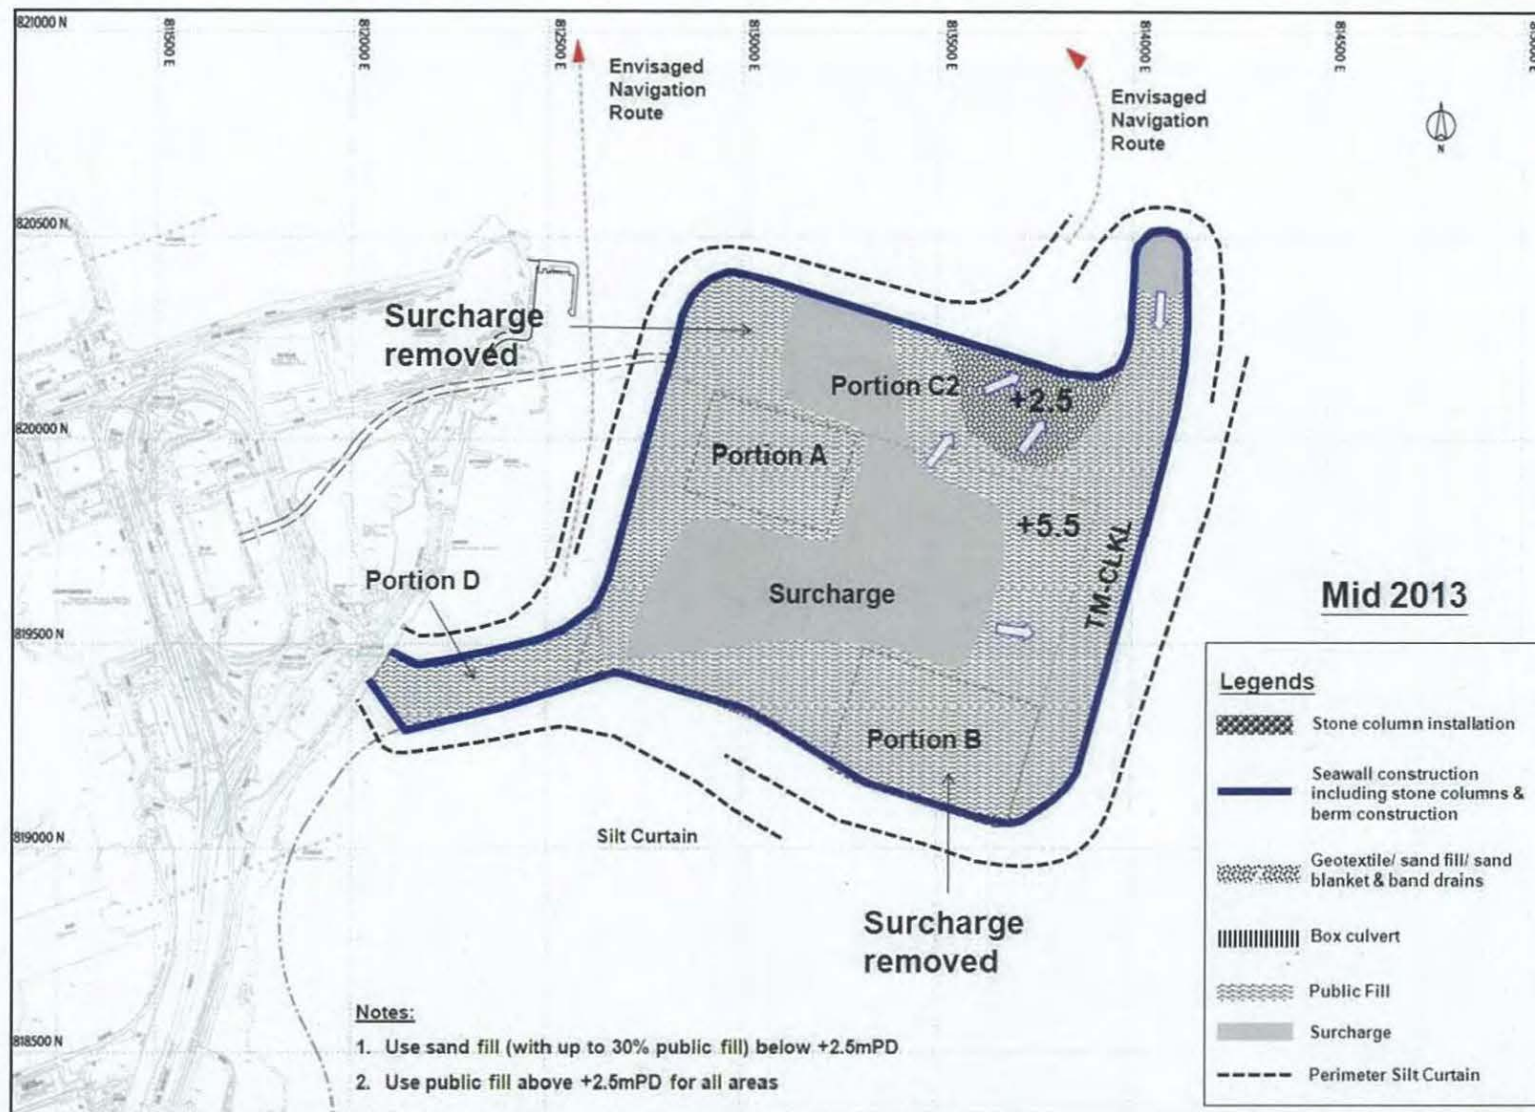 821000 N
811500 E
812000 E
812500 E
813000 E
813500 E
814000 E
814500 E
Envisaged
Navigation
Route
Envisaged
Navigation
Route
N
820500 N
Surcharge
removed
Portion C2
+2.5
820000 N
Portion A
+5.5
TM-CLKL
Portion D
Surcharge
Mid 2013
819500 N
Portion B
Silt Curtain
819000 N
Surcharge
removed
Legends
Stone column installation
Seawall construction
including stone columns &
berm construction
Geotextile/ sand fill/ sand
blanket & band drains
Box culvert
Public Fill
Surcharge
Perimeter Silt Curtain
818500 N
Notes:
1. Use sand fill (with up to 30% public fill) below +2.5mPD
2. Use public fill above +2.5mPD for all areas